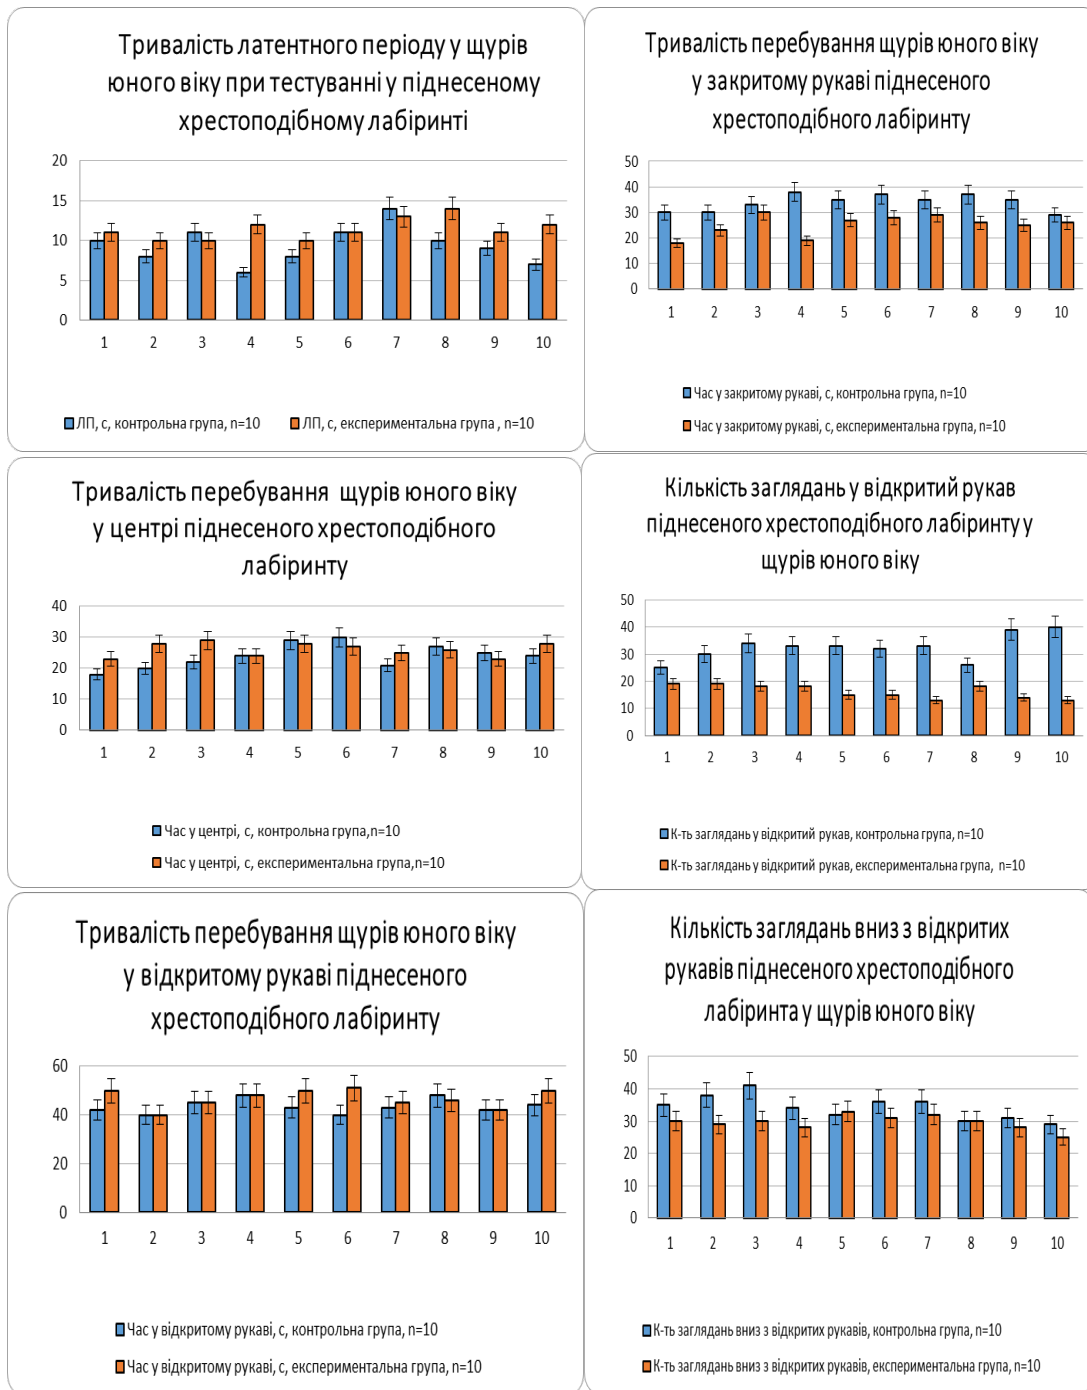 Тривалість латентного періоду у щурів
юного віку при тестуванні у піднесеному
хрестоподібному лабіринті
20
15
10
5
0
1 2 3 4 5 6 7 8 9 10
ЛП, с, контрольна група, n=10 ЛП, с, експериментальна група , n=10
Тривалість перебування щурів юного віку
у закритому рукаві піднесеного
хрестоподібного лабіринту
50
40
30
20
10
0
1 2 3 4 5 6 7 8 9 10
Час у закритому рукаві, с, контрольна група, n=10
Час у закритому рукаві, с, експериментальна група, n=10
Тривалість перебування щурів юного віку
у центрі піднесеного хрестоподібного
лабіринту
40
30
20
10
0
1 2 3 4 5 6 7 8 9 10
Час у центрі, с, контрольна група,n=10
Час у центрі, с, експериментальна група,n=10
Кількість заглядань у відкритий рукав
піднесеного хрестоподібного лабіринту у
щурів юного віку
50
40
30
20
10
0
1 2 3 4 5 6 7 8 9 10
К-ть заглядань у відкритий рукав, контрольна група, n=10
К-ть заглядань у відкритий рукав, експериментальна група, n=10
Тривалість перебування щурів юного віку
у відкритому рукаві піднесеного
хрестоподібного лабіринту
60
40
20
0
1 2 3 4 5 6 7 8 9 10
Час у відкритому рукаві, с, контрольна група, n=10
Час у відкритому рукаві, с, експериментальна група, n=10
Кількість заглядань вниз з відкритих
рукавів піднесеного хрестоподібного
лабіринта у щурів юного віку
50
40
30
20
10
0
1 2 3 4 5 6 7 8 9 10
К-ть заглядань вниз з відкритих рукавів, контрольна група, n=10
К-ть заглядань вниз з відкритих рукавів, експериментальна група, n=10